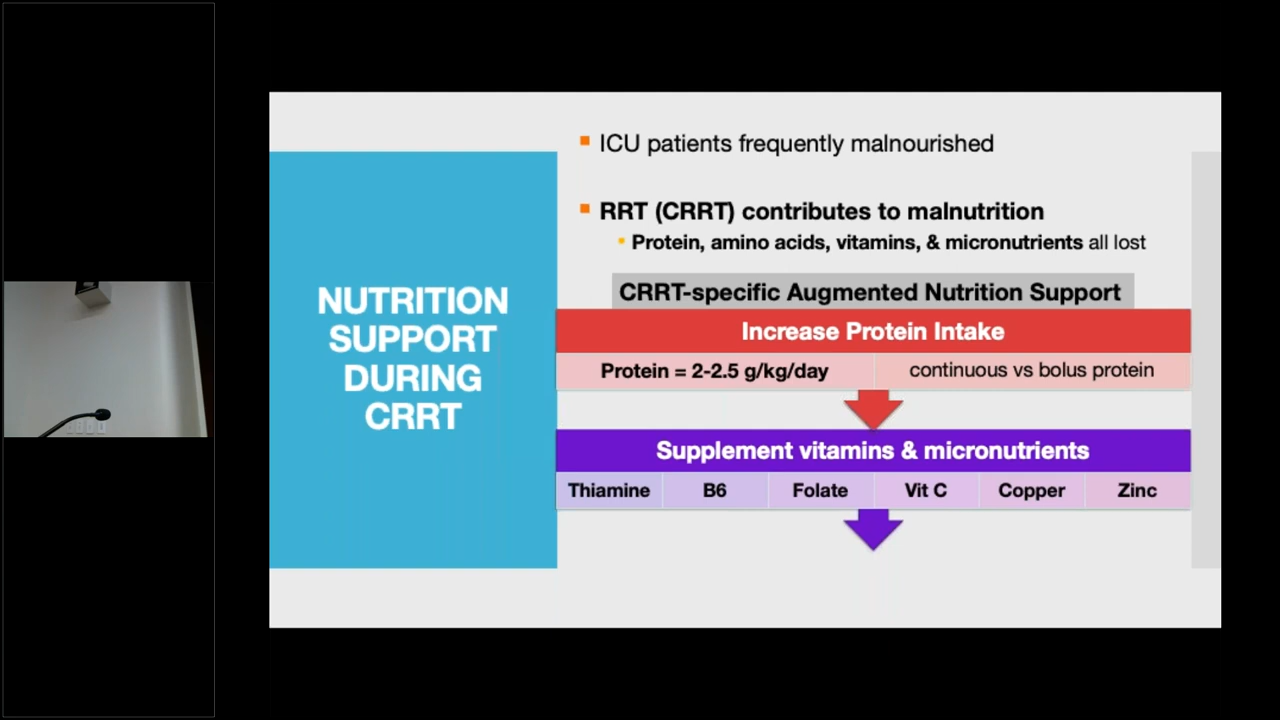 NUTRITION
SUPPORT
DURING
CRRT
ICU patients frequently malnourished
RRT (CRRT) contributes to malnutrition
Protein, amino acids, vitamins, & micronutrients all lost
CRRT-specific Augmented Nutrition Support
Increase Protein Intake
Protein = 2-2.5 g/kg/day continuous vs bolus protein
Supplement vitamins & micronutrients
Thiamine B6 Folate Vit C Copper Zinc